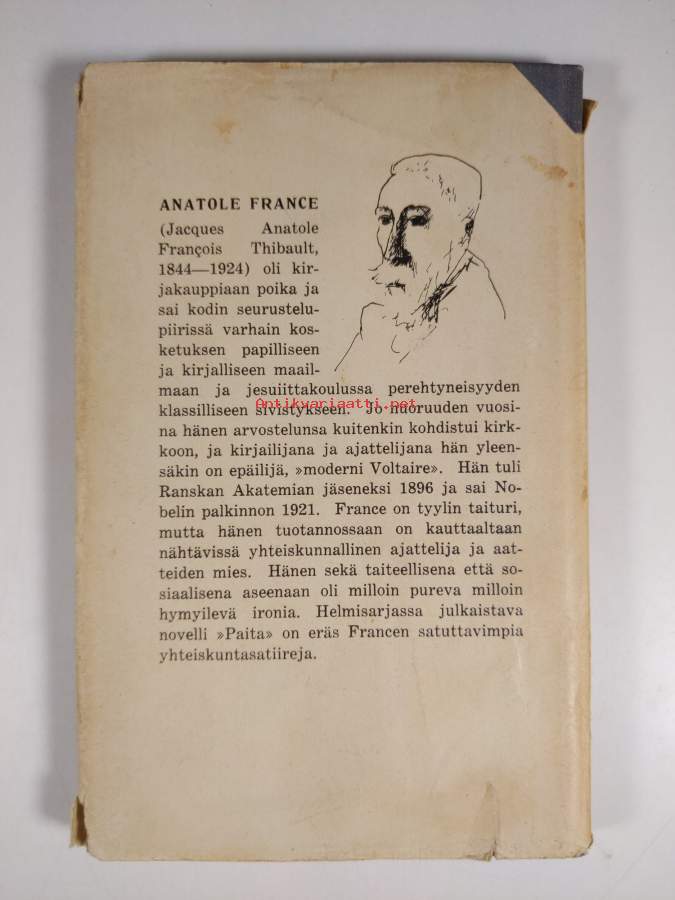 ANATOLE FRANCE
(Jacques Anatole
François Thibault,
1844—1924) oli kir-
jakauppiaan poika ja
sai kodin seurustelu-
piirissä varhain kos-
ketuksen papilliseen
ja kirjalliseen maail-
maan ja jesuiittakoulussa perehtyneisyyden
Antikvariaatti.net
klassilliseen sivistykseen. Jo nuoruuden vuosi-
na hänen arvostelunsa kuitenkin kohdistui kirk-
koon, ja kirjailijana ja ajattelijana hän yleen-
säkin on epäilijä, »moderni Voltaire». Hän tuli
Ranskan Akatemian jäseneksi 1896 ja sai No-
belin palkinnon 1921. France on tyylin taituri,
mutta hänen tuotannossaan on kauttaaltaan
nähtävissä yhteiskunnallinen ajattelija ja aat-
teiden mies. Hänen sekä taiteellisena että so-
siaalisena aseenaan oli milloin pureva milloin
hymyilevä ironia. Helmisarjassa julkaistava
novelli »Paita» on eräs Francen satuttavimpia
yhteiskuntasatiireja.